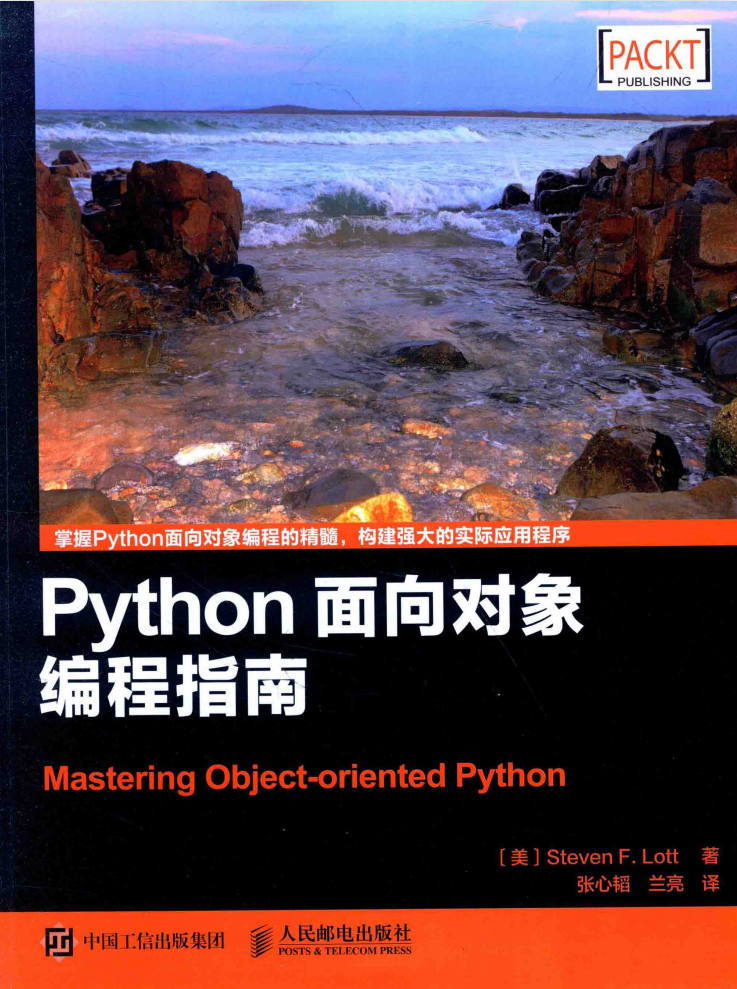 [PACKT]
PUBLISHING
掌握Python面向对象编程的精髓，构建强大的实际应用程序
Python 面向对象
编程指南
Mastering Object-oriented Python
[美] Steven F. Lott 著
张心韬 兰亮 译
中国工信出版集团
人民邮电出版社
POSTS & TELECOM PRESS